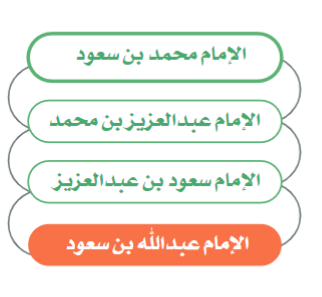 الإمام محمد بن سعود
الإمام عبدالعزيز بن محمد
الإمام سعود بن عبدالعزيز
الإمام عبدالله بن سعود